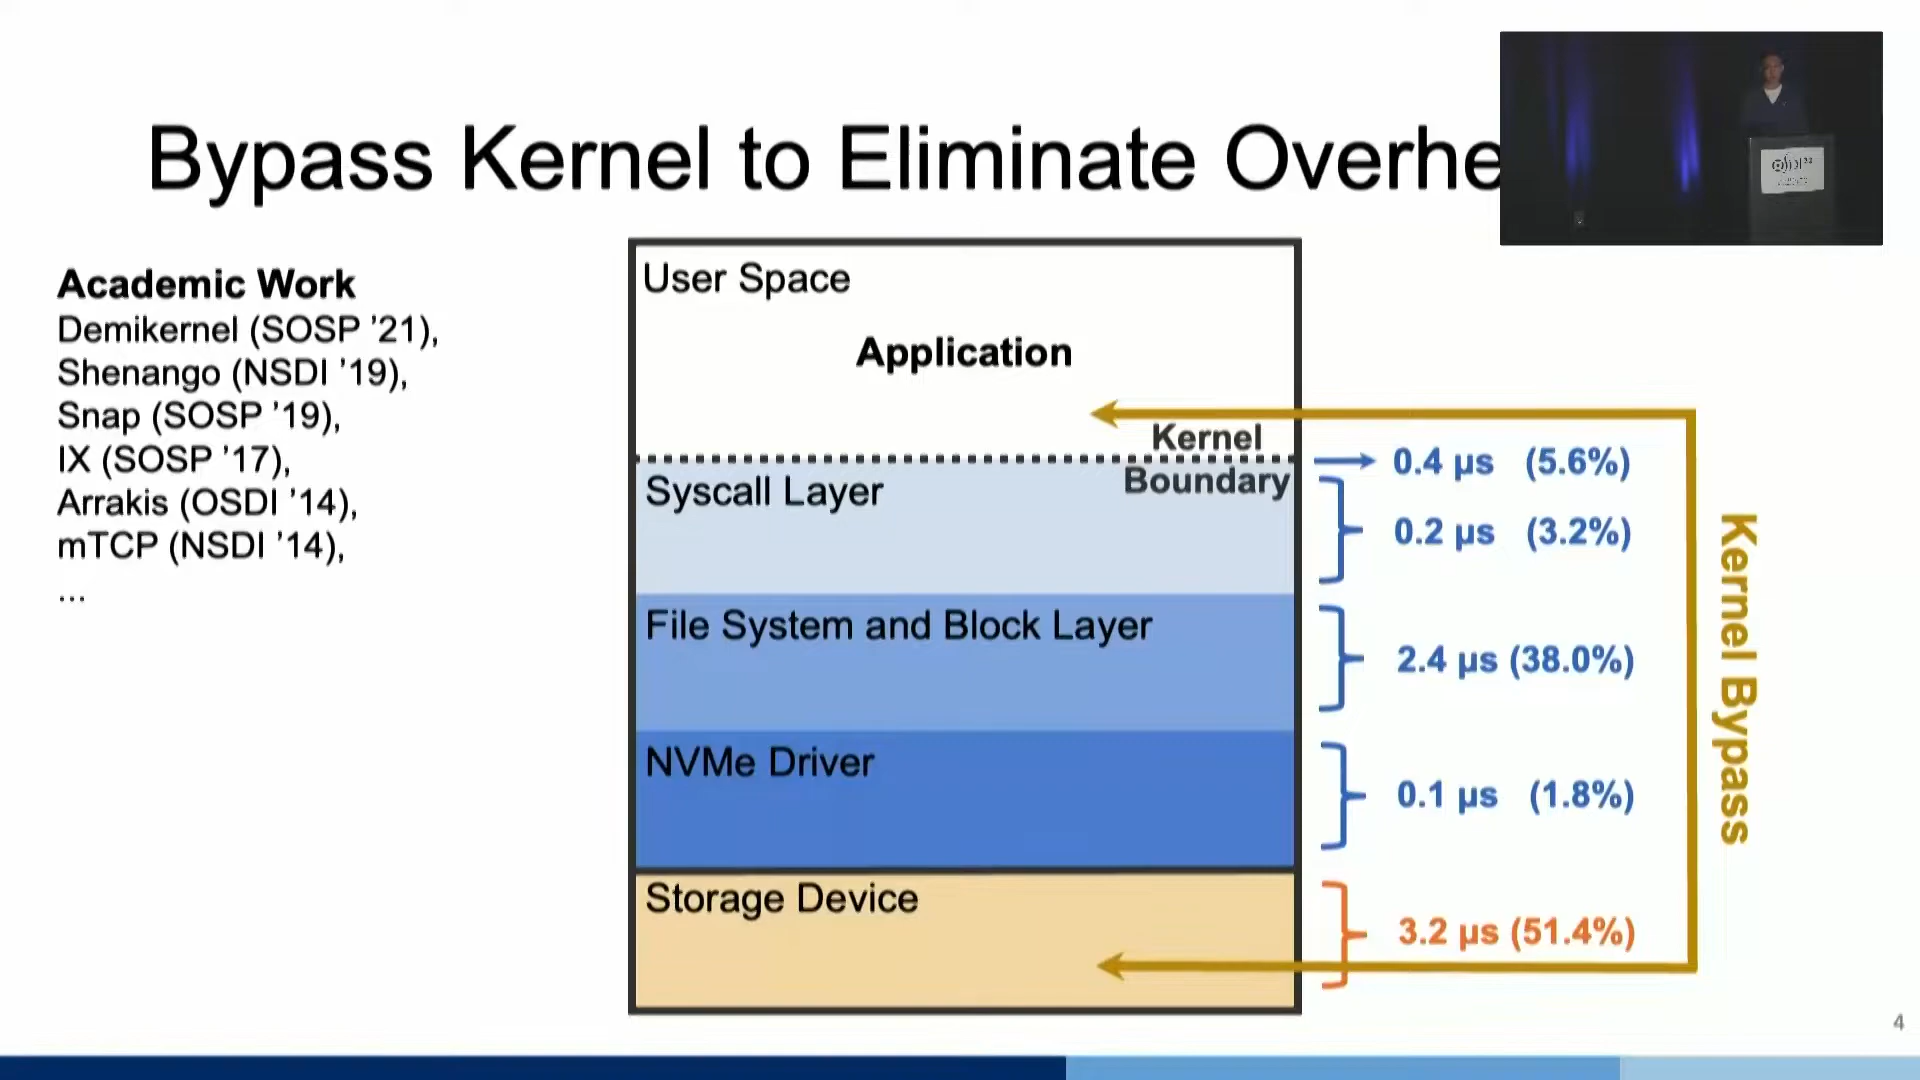 Bypass Kernel to Eliminate Overhe
Academic Work
Demikernel (SOSP ’21),
Shenango (NSDI ’19),
Snap (SOSP ’19),
IX (SOSP ’17),
Arrakis (OSDI ’14),
mTCP (NSDI ’14),
...
User Space
Application
Kernel
Boundary
Syscall Layer
File System and Block Layer
NVMe Driver
Storage Device
0.4 μs (5.6%)
0.2 μs (3.2%)
2.4 μs (38.0%)
0.1 μs (1.8%)
3.2 μs (51.4%)
Kernel Bypass
4